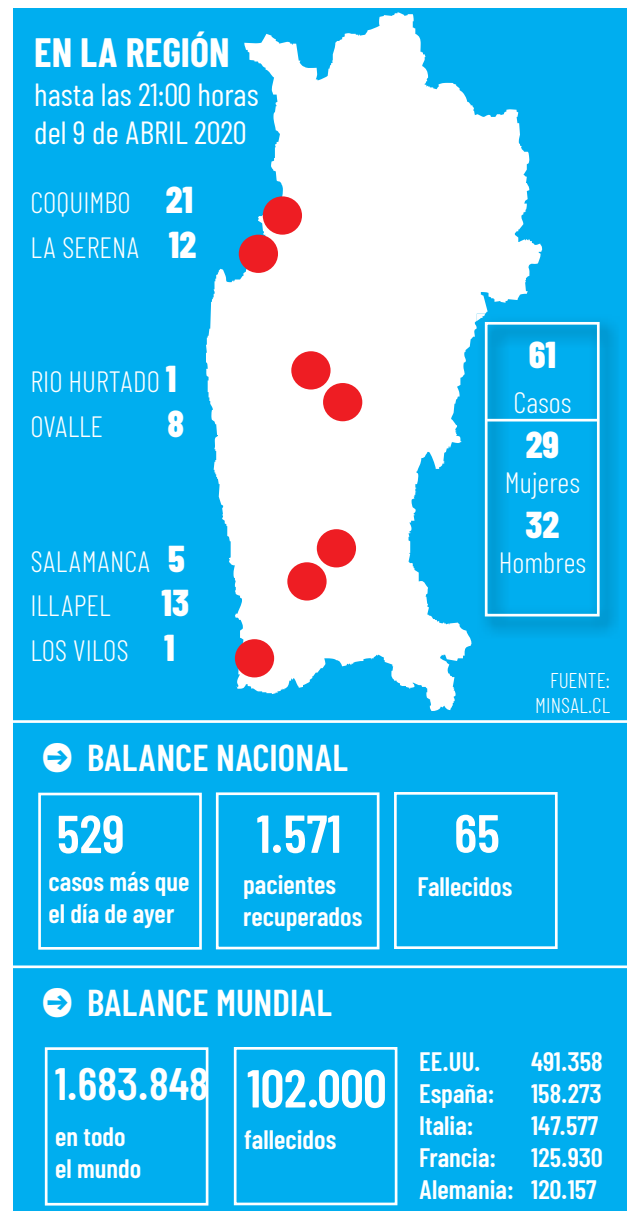 EN LA REGIÓN
hasta las 21:00 horas
del 9 de ABRIL 2020
COQUIMBO 21
LA SERENA 12
RIO HURTADO 1
OVALLE 8
SALAMANCA 5
ILLAPEL 13
LOS VILOS 1
61
Casos
29
Mujeres
32
Hombres
FUENTE:
MINSAL.CL
BALANCE NACIONAL
529
casos más que
el día de ayer
1.571
pacientes
recuperados
65
Fallecidos
BALANCE MUNDIAL
1.683.848
en todo
el mundo
102.000
fallecidos
EE.UU. 491.358
España: 158.273
Italia: 147.577
Francia: 125.930
Alemania: 120.157